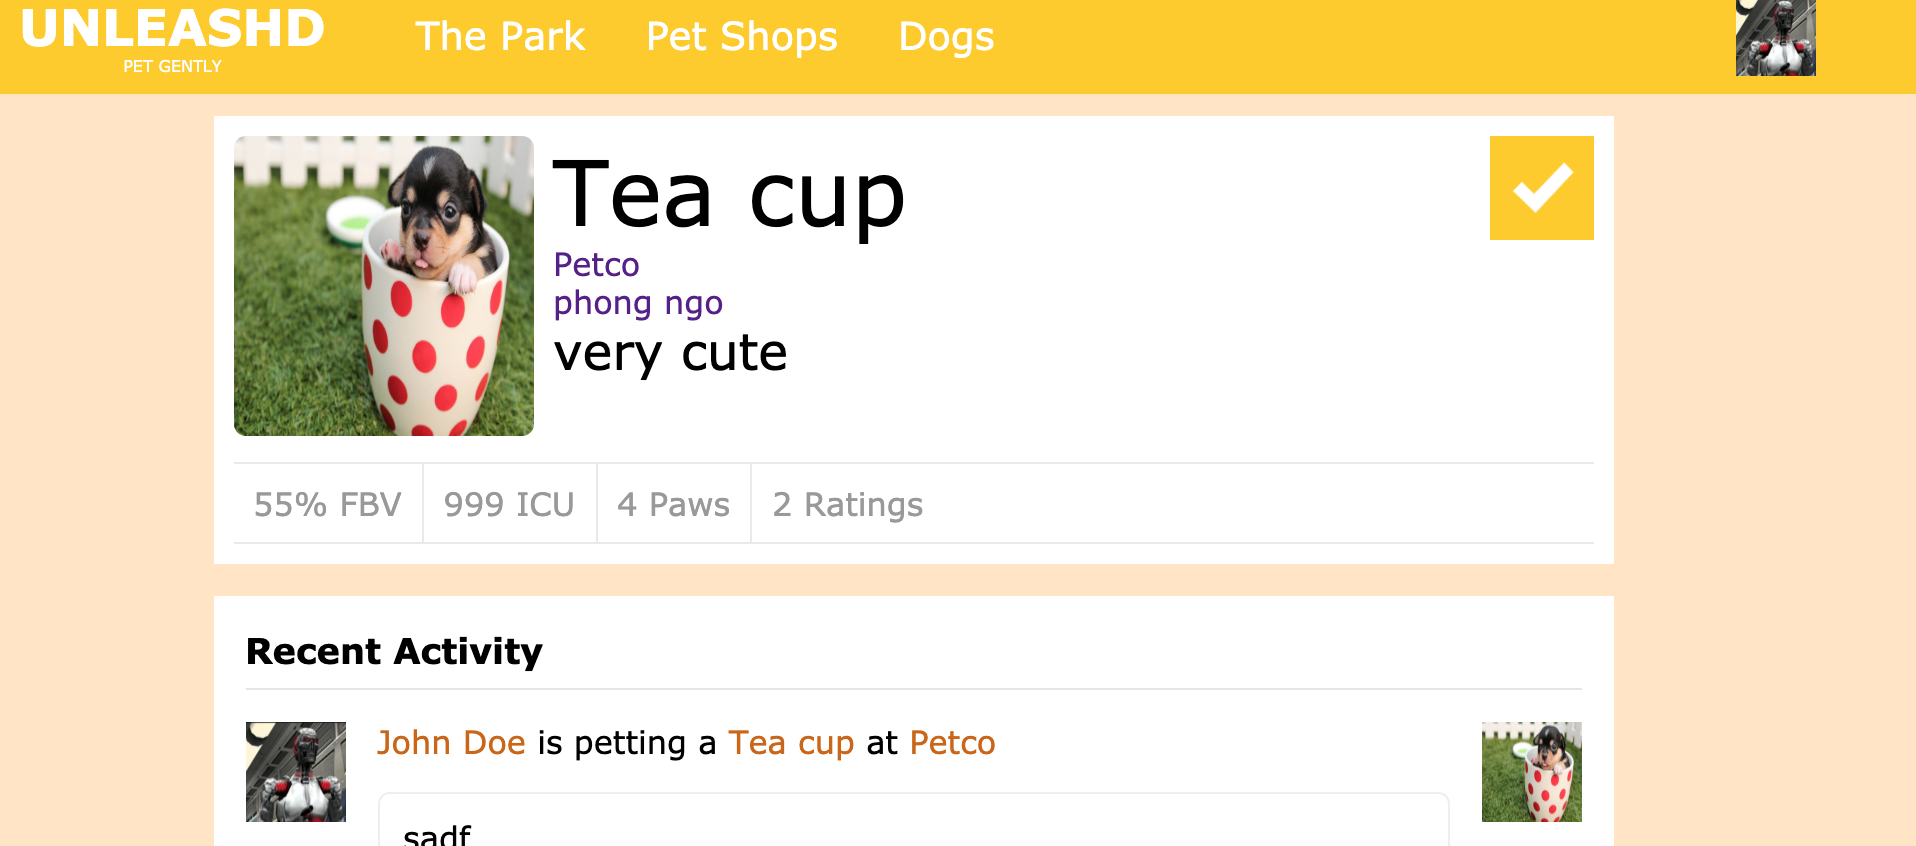 UNLEASHD
PET GENTLY
The Park Pet Shops Dogs
Tea cup
Petco
phong ngo
very cute
55% FBV 999 ICU 4 Paws 2 Ratings
Recent Activity
John Doe is petting a Tea cup at Petco
sadf